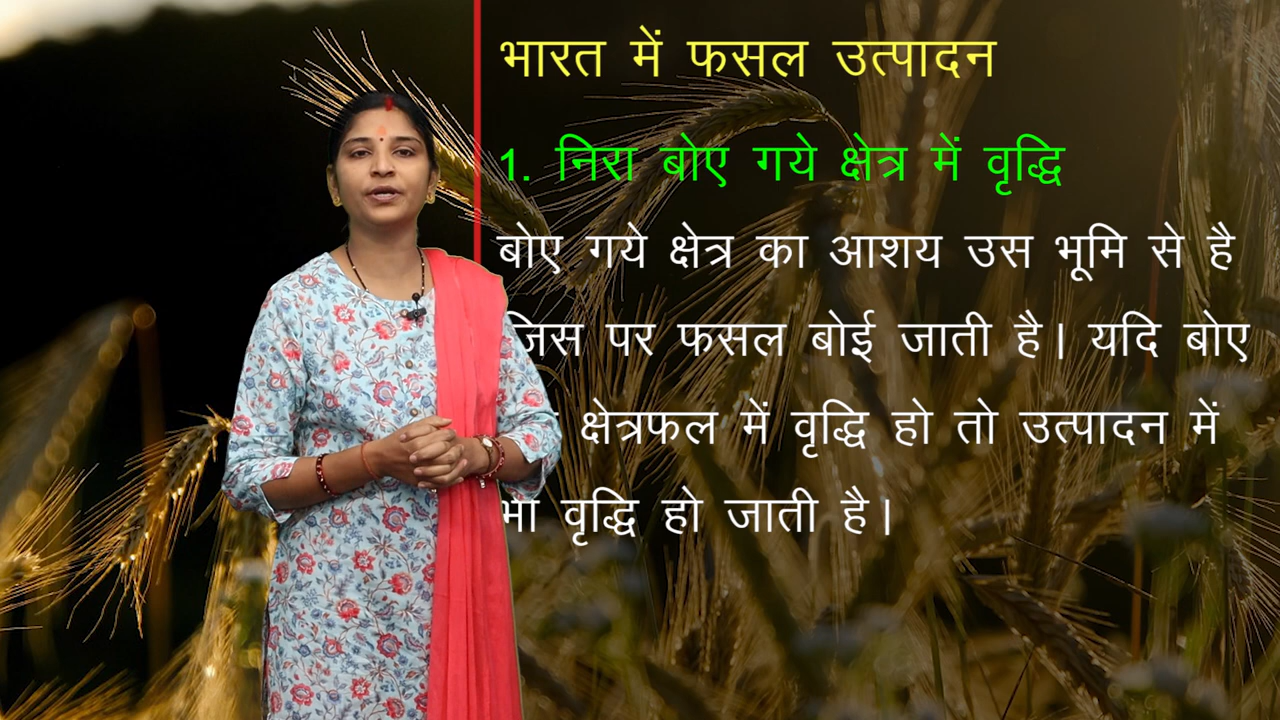 भारत में फसल उत्पादन
1. निरा बोए गये क्षेत्र में वृद्धि
बोए गये क्षेत्र का आशय उस भूमि से है
जिस पर फसल बोई जाती है। यदि बोए
क्षेत्रफल में वृद्धि हो तो उत्पादन में
वृद्धि हो जाती है।